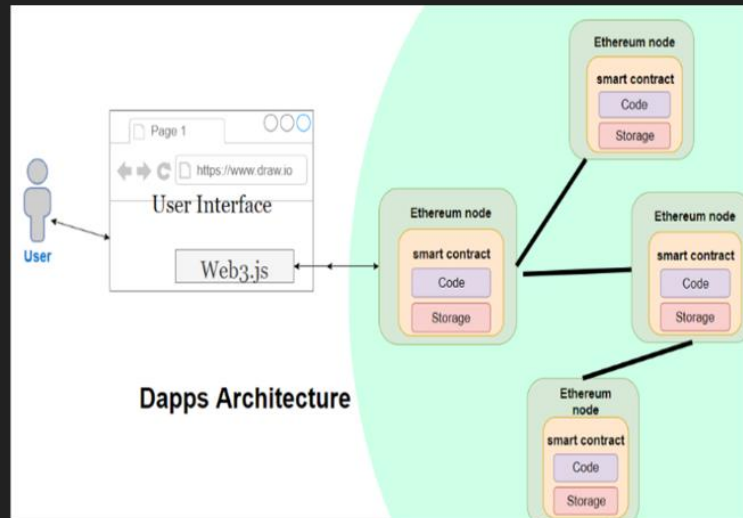 Page 1
https://www.draw.io
User Interface
Web3.js
User
Dapps Architecture
Ethereum node
smart contract
Code
Storage
Ethereum node
smart contract
Code
Storage
Ethereum node
smart contract
Code
Storage
Ethereum
node
smart contract
Code
Storage